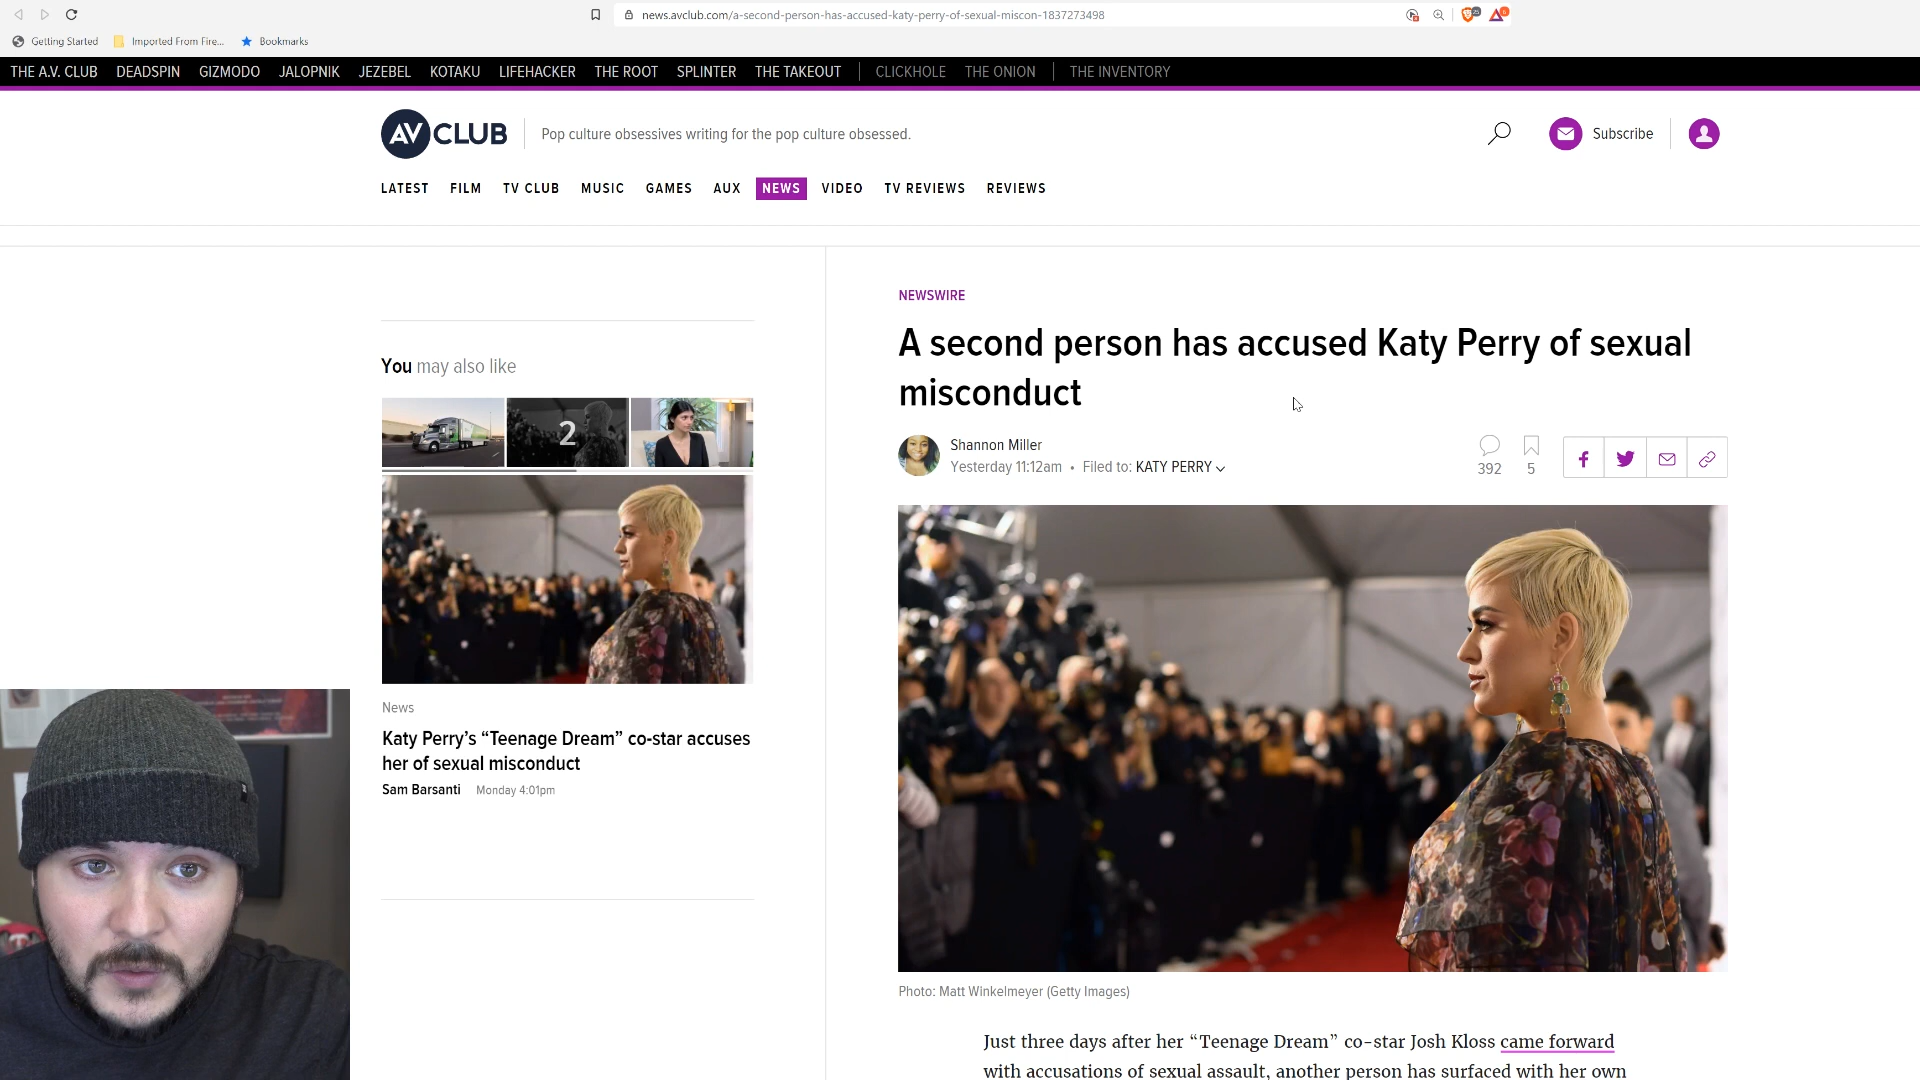 news.avclub.com/a-second-person-has-accused-katy-perry-of-sexual-miscon-1837273498
Getting Started Imported From Fire... Bookmarks
THE A.V. CLUB DEADSPIN GIZMODO JALOPNIK JEZEBEL KOTAKU LIFEHACKER THE ROOT SPLINTER THE TAKEOUT CLICKHOLE THE ONION THE INVENTORY
AV CLUB Pop culture obsessives writing for the pop culture obsessed. Subscribe
LATEST FILM TV CLUB MUSIC GAMES AUX NEWS VIDEO TV REVIEWS REVIEWS
You may also like
2
News
Katy Perry’s “Teenage Dream” co-star accuses
her of sexual misconduct
Sam Barsanti Monday 4:01pm
NEWSWIRE
A second person has accused Katy Perry of sexual
misconduct
Shannon Miller
Yesterday 11:12am • Filed to: KATY PERRY
392 5
Photo: Matt Winkelmeyer (Getty Images)
Just three days after her “Teenage Dream” co-star Josh Kloss came forward
with accusations of sexual assault, another person has surfaced with her own